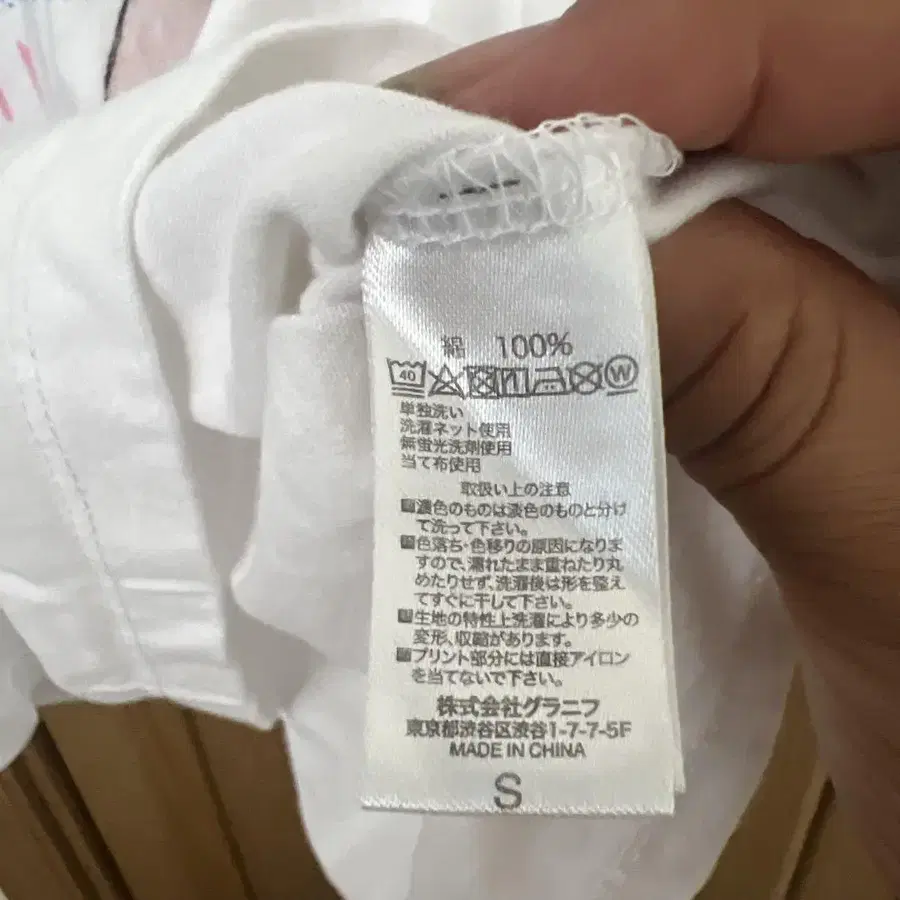 綿 100%
40 W
単独洗い
洗濯ネット使用
無蛍光洗剤使用
当て布使用
取扱い上の注意
■濃色のものは淡色のものと分け
て洗って下さい。
■色落ち・色移りの原因になりま
すので、濡れたまま重ねたり丸
めたりせず、洗濯後は形を整え
てすぐに干して下さい。
■生地の特性上洗濯により多少の
変形、収縮があります。
■プリント部分には直接アイロン
を当てないで下さい。
株式会社グラニフ
東京都渋谷区渋谷1-7-7-5F
MADE IN CHINA
S